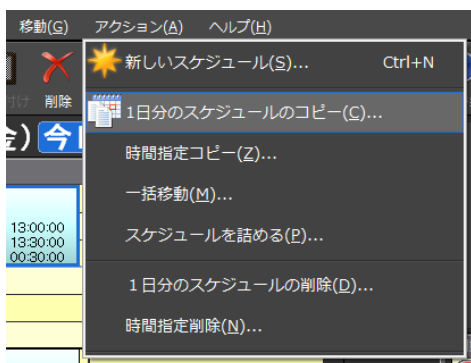 移動(G) アクション(A) ヘルプ(H)
新しいスケジュール(S)... Ctrl+N
付け 削除
1日分のスケジュールのコピー(C)...
金) 今
時間指定コピー(Z)...
一括移動(M)...
13:00:00
13:30:00
00:30:00
スケジュールを詰める(P)...
１日分のスケジュールの削除(D)...
時間指定削除(N)...